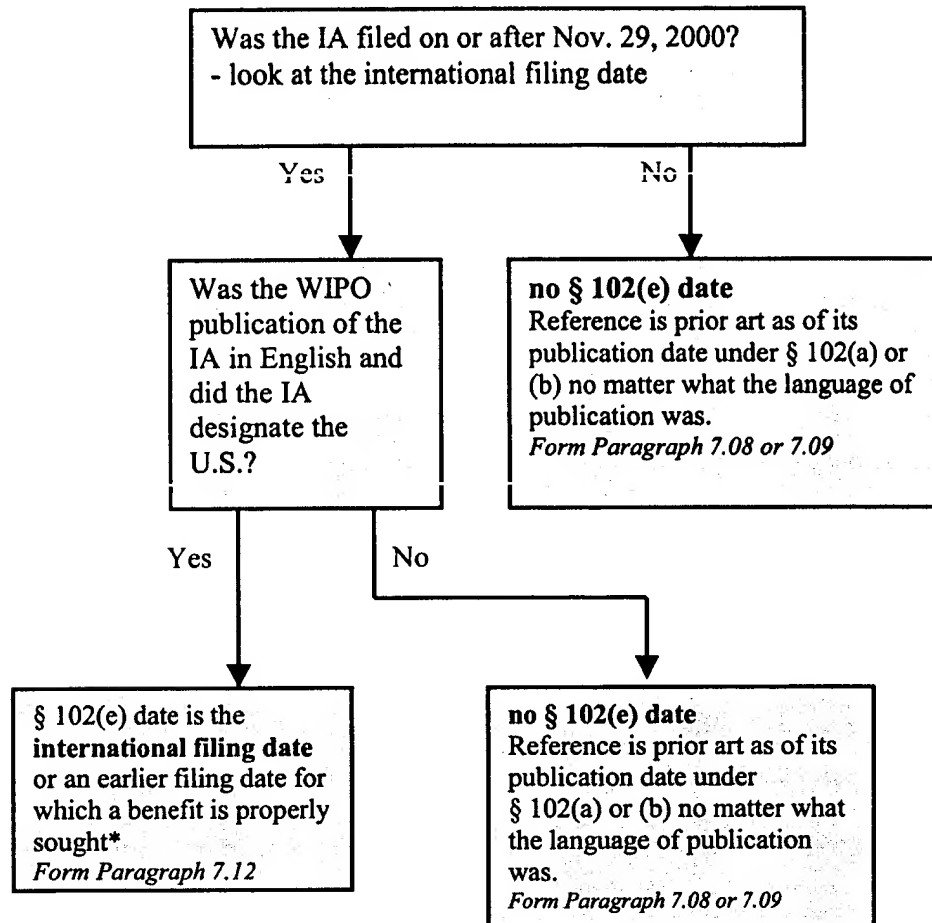 Was the IA filed on or after Nov. 29, 2000?
- look at the international filing date
Yes
No
Was the WIPO
publication of the
IA in English and
did the IA
designate the
U.S.?
no § 102(e) date
Reference is prior art as of its
publication date under § 102(a) or
(b) no matter what the language of
publication was.
Form Paragraph 7.08 or 7.09
Yes
No
§ 102(e) date is the
international filing date
or an earlier filing date for
which a benefit is properly
sought*
Form Paragraph 7.12
no § 102(e) date
Reference is prior art as of its
publication date under
§ 102(a) or (b) no matter what
the language of publication
was.
Form Paragraph 7.08 or 7.09